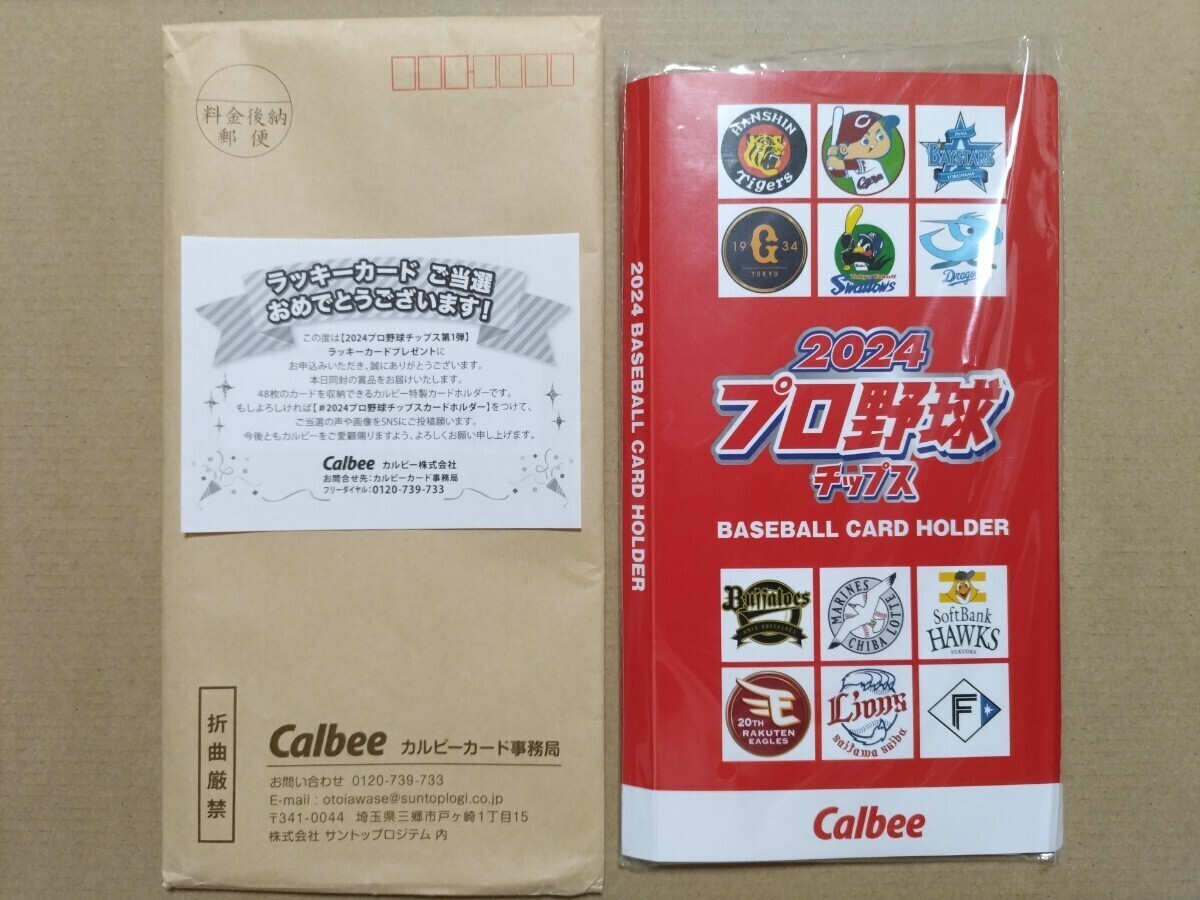 料金後納
郵便
ラッキーカード ご当選
おめでとうございます!
この度は【2024プロ野球チップス第1弾】
ラッキーカードプレゼントに
お申込みいただき、誠にありがとうございます。
本日同封の賞品をお届けいたします。
48枚のカードを収納できるカルビー特製カードホルダーです。
もしよろしければ【#2024プロ野球チップスカードホルダー】をつけて、
ご当選の声や画像をSNSにご投稿願います。
今後ともカルビーをご愛顧賜りますよう、よろしくお願い申し上げます。
Calbee カルビー株式会社
お問合せ先:カルビーカード事務局
フリーダイヤル:0120-739-733
折曲厳禁
Calbee カルビーカード事務局
お問い合わせ 0120-739-733
E-mail : otoiawase@suntoplogi.co.jp
〒341-0044 埼玉県三郷市戸ヶ崎1丁目15
株式会社 サントップロジテム 内
2024 BASEBALL CARD HOLDER
HANSHIN
Tigers
C
Carp
DeNA
BAYSTARS
YOKOHAMA
19 G 34
TOKYO
Tokyo Yakult
Swallows
Dragons
2024
プロ野球
チップス
BASEBALL CARD HOLDER
Buffaloes
ORIX BUFFALOES
MARINES
CHIBA LOTTE
SoftBank
HAWKS
FUKUOKA
E
20TH
RAKUTEN
EAGLES
Lions
saitama seibu
F
Calbee